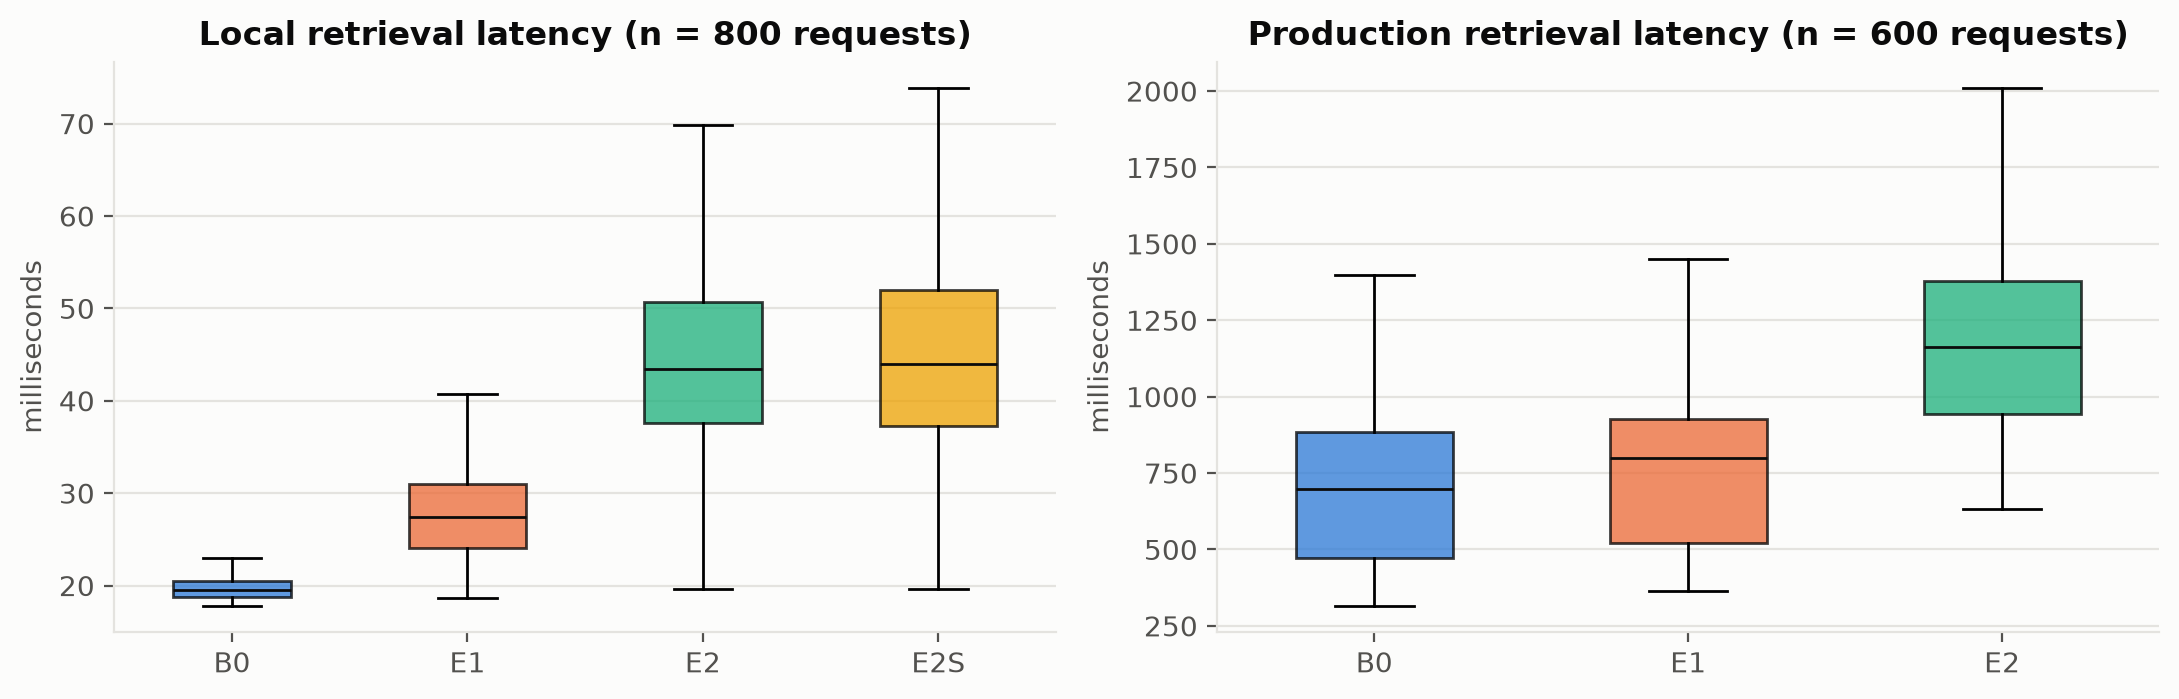 Local retrieval latency (n = 800 requests)
milliseconds
70
60
50
40
30
20
B0 E1 E2 E2S
Production retrieval latency (n = 600 requests)
milliseconds
2000
1750
1500
1250
1000
750
500
250
B0 E1 E2